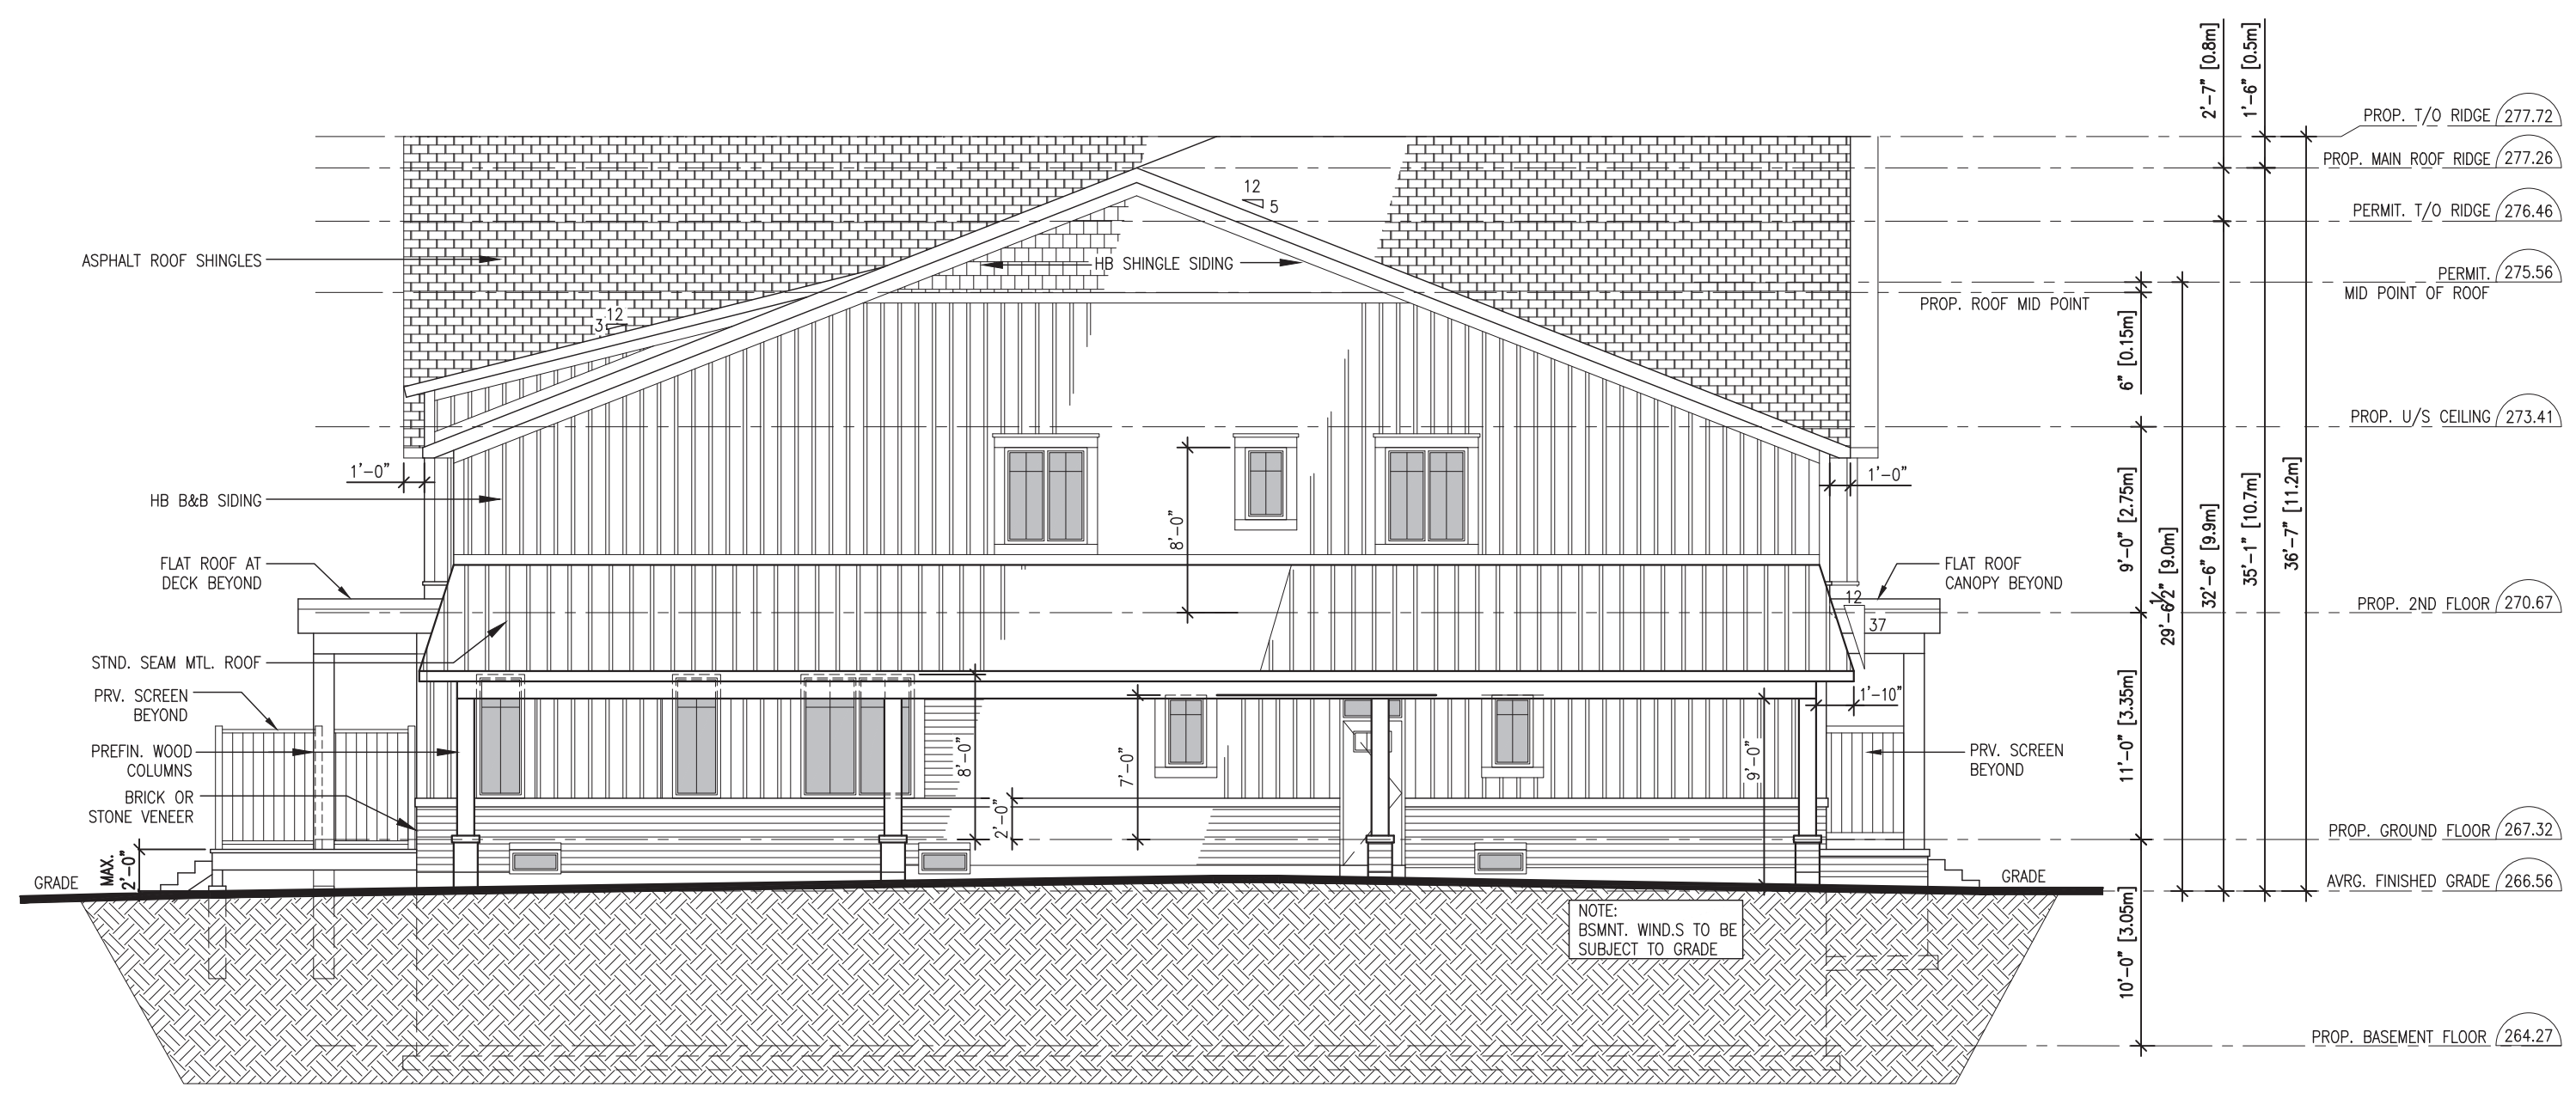 2'-7" [0.8m]
1'-6" [0.5m]
PROP. T/O RIDGE 277.72
PROP. MAIN ROOF RIDGE 277.26
PERMIT. T/O RIDGE 276.46
PERMIT. 275.56
MID POINT OF ROOF
PROP. ROOF MID POINT
6" [0.15m]
PROP. U/S CEILING 273.41
9'-0" [2.75m]
29'-6 1/2" [9.0m]
32'-6" [9.9m]
35'-1" [10.7m]
36'-7" [11.2m]
PROP. 2ND FLOOR 270.67
11'-0" [3.35m]
PROP. GROUND FLOOR 267.32
AVRG. FINISHED GRADE 266.56
10'-0" [3.05m]
PROP. BASEMENT FLOOR 264.27
12
5
ASPHALT ROOF SHINGLES
HB SHINGLE SIDING
12
3
1'-0"
1'-0"
HB B&B SIDING
8'-0"
FLAT ROOF AT
DECK BEYOND
FLAT ROOF
CANOPY BEYOND
12
37
STND. SEAM MTL. ROOF
PRV. SCREEN
BEYOND
1'-10"
PREFIN. WOOD
COLUMNS
8'-0"
7'-0"
9'-0"
PRV. SCREEN
BEYOND
BRICK OR
STONE VENEER
2'-0"
MAX.
2'-0"
GRADE
GRADE
NOTE:
BSMNT. WIND.S TO BE
SUBJECT TO GRADE